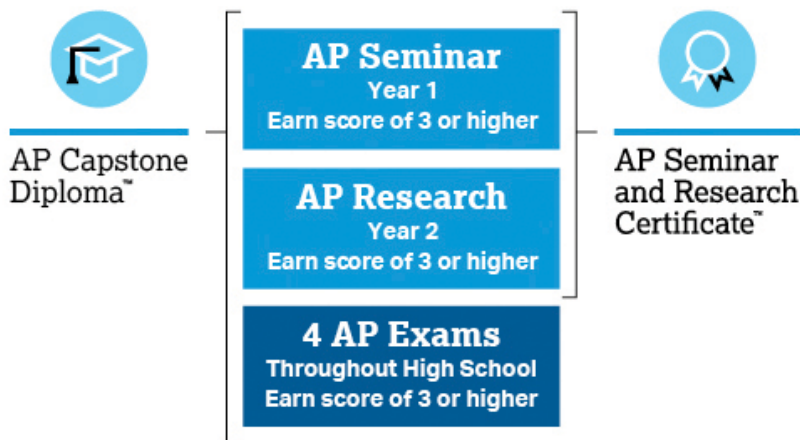 AP Capstone
Diploma™
AP Seminar
Year 1
Earn score of 3 or higher
AP Research
Year 2
Earn score of 3 or higher
4 AP Exams
Throughout High School
Earn score of 3 or higher
AP Seminar
and Research
Certificate™